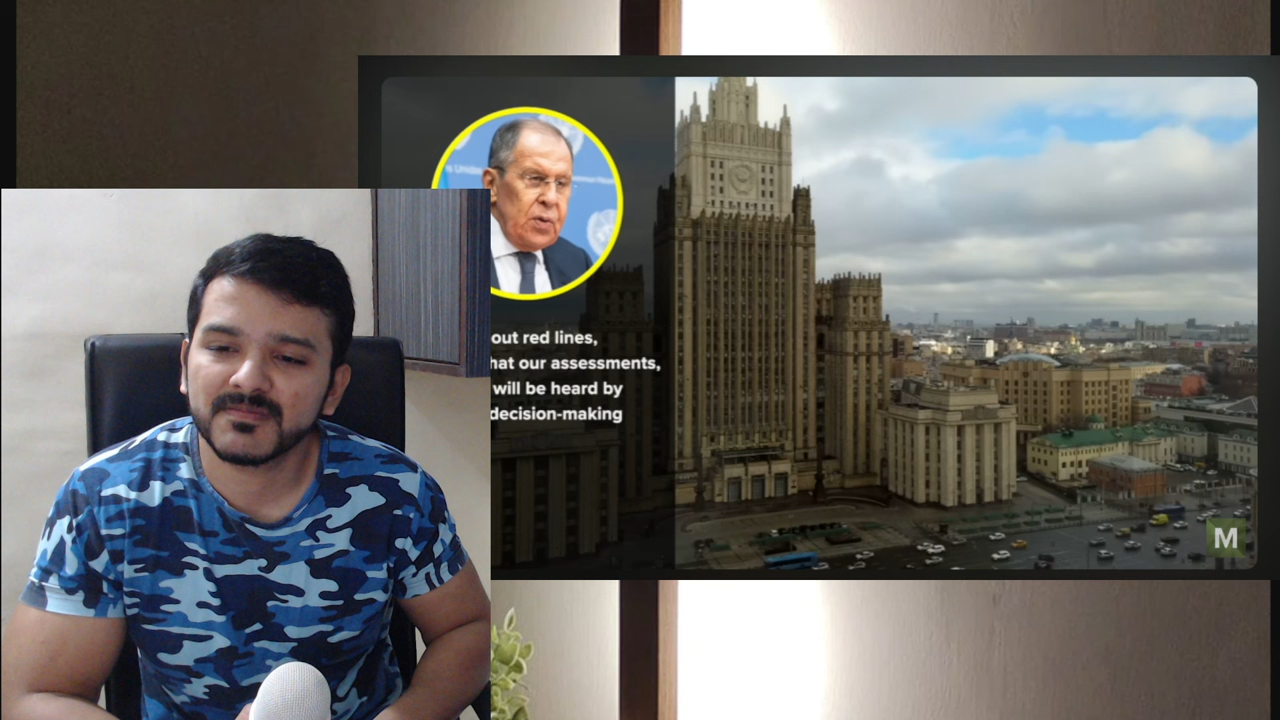 out red lines,
hat our assessments,
will be heard by
decision-making
M